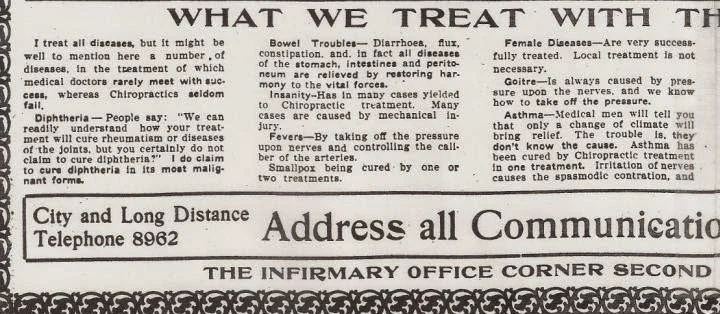 WHAT WE TREAT WITH TH
I treat all diseases, but it might be
well to mention here a number of
diseases, in the treatment of which
medical doctors rarely meet with suc-
cess, whereas Chiropractics seldom
fail.
Diphtheria — People say: "We can
readily understand how your treat-
ment will cure rheumatism or diseases
of the joints, but you certainly do not
claim to cure diphtheria?" I do claim
to cure diphtheria in its most malig-
nant forms.
Bowel Troubles— Diarrhoea, flux,
constipation, and, in fact all diseases
of the stomach, intestines and perito-
neum are relieved by restoring har-
mony to the vital forces.
Insanity—Has in many cases yielded
to Chiropractic treatment. Many
cases are caused by mechanical in-
jury.
Fevers—By taking off the pressure
upon nerves and controlling the cali-
ber of the arteries.
Smallpox being cured by one or
two treatments.
Female Diseases—Are very success-
fully treated. Local treatment is not
necessary.
Goitre—Is always caused by pres-
sure upon the nerves, and we know
how to take off the pressure.
Asthma—Medical men will tell you
that only a change of climate will
bring relief. The trouble is, they
don't know the cause. Asthma has
been cured by Chiropractic treatment
in one treatment. Irritation of nerves
causes the spasmodic contration, and
City and Long Distance
Telephone 8962
Address all Communicatio
THE INFIRMARY OFFICE CORNER SECOND